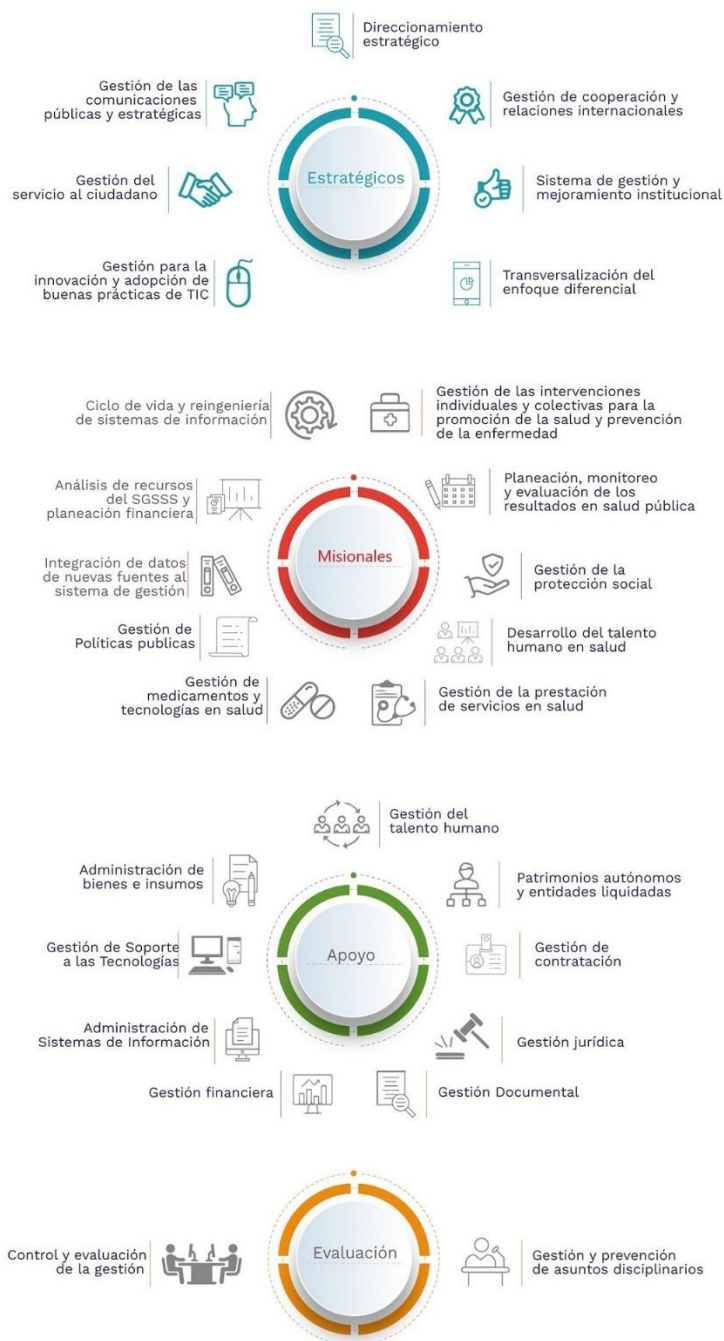 Direccionamiento
estratégico
Gestión de las
comunicaciones
públicas y estratégicas
Gestión de cooperación y
relaciones internacionales
Estratégicos
Gestión del
servicio al ciudadano
Sistema de gestión y
mejoramiento institucional
Gestión para la
innovación y adopción de
buenas prácticas de TIC
Transversalización del
enfoque diferencial
Ciclo de vida y reingeniería
de sistemas de información
Gestión de las intervenciones
individuales y colectivas para la
promoción de la salud y prevención
de la enfermedad
Análisis de recursos
del SGSSS y
planeación financiera
Planeación, monitoreo
y evaluación de los
resultados en salud pública
Misionales
Integración de datos
de nuevas fuentes al
sistema de gestión
Gestión de la
protección social
Gestión de
Políticas publicas
Desarrollo del talento
humano en salud
Gestión de
medicamentos y
tecnologías en salud
Gestión de la prestación
de servicios en salud
Gestión del
talento humano
Administración de
bienes e insumos
Patrimonios autónomos
y entidades liquidadas
Apoyo
Gestión de Soporte
a las Tecnologías
Gestión de
contratación
Administración de
Sistemas de Información
Gestión jurídica
Gestión financiera
Gestión Documental
Evaluación
Control y evaluación
de la gestión
Gestión y prevención
de asuntos disciplinarios